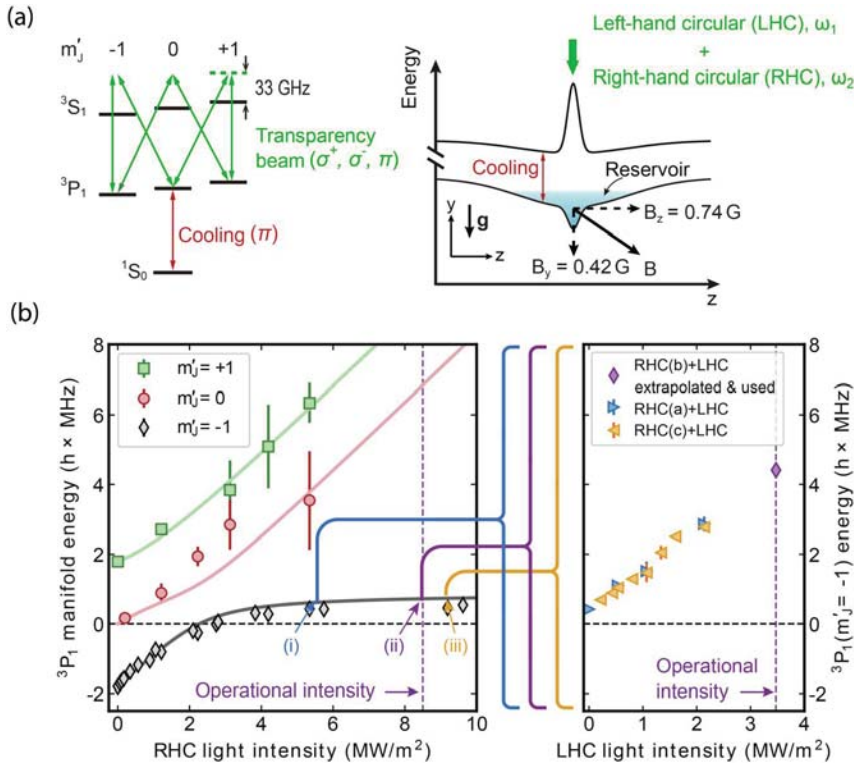 (a)
m′J -1 0 +1
33 GHz
³S₁
Transparency
beam (σ⁺, σ⁻, π)
³P₁
Cooling (π)
¹S₀
Left-hand circular (LHC), ω₁
+
Right-hand circular (RHC), ω₂
Energy
Cooling
Reservoir
y
g
z
B_z = 0.74 G
B_y = 0.42 G
B
z
(b)
³P₁ manifold energy (h × MHz)
8
6
4
2
0
-2
m′J = +1
m′J = 0
m′J = -1
(i)
(ii)
(iii)
Operational intensity
0 2 4 6 8 10
RHC light intensity (MW/m²)
RHC(b)+LHC
extrapolated & used
RHC(a)+LHC
RHC(c)+LHC
Operational
intensity
8
6
4
2
0
-2
³P₁(m′J = -1) energy (h × MHz)
0 1 2 3 4
LHC light intensity (MW/m²)